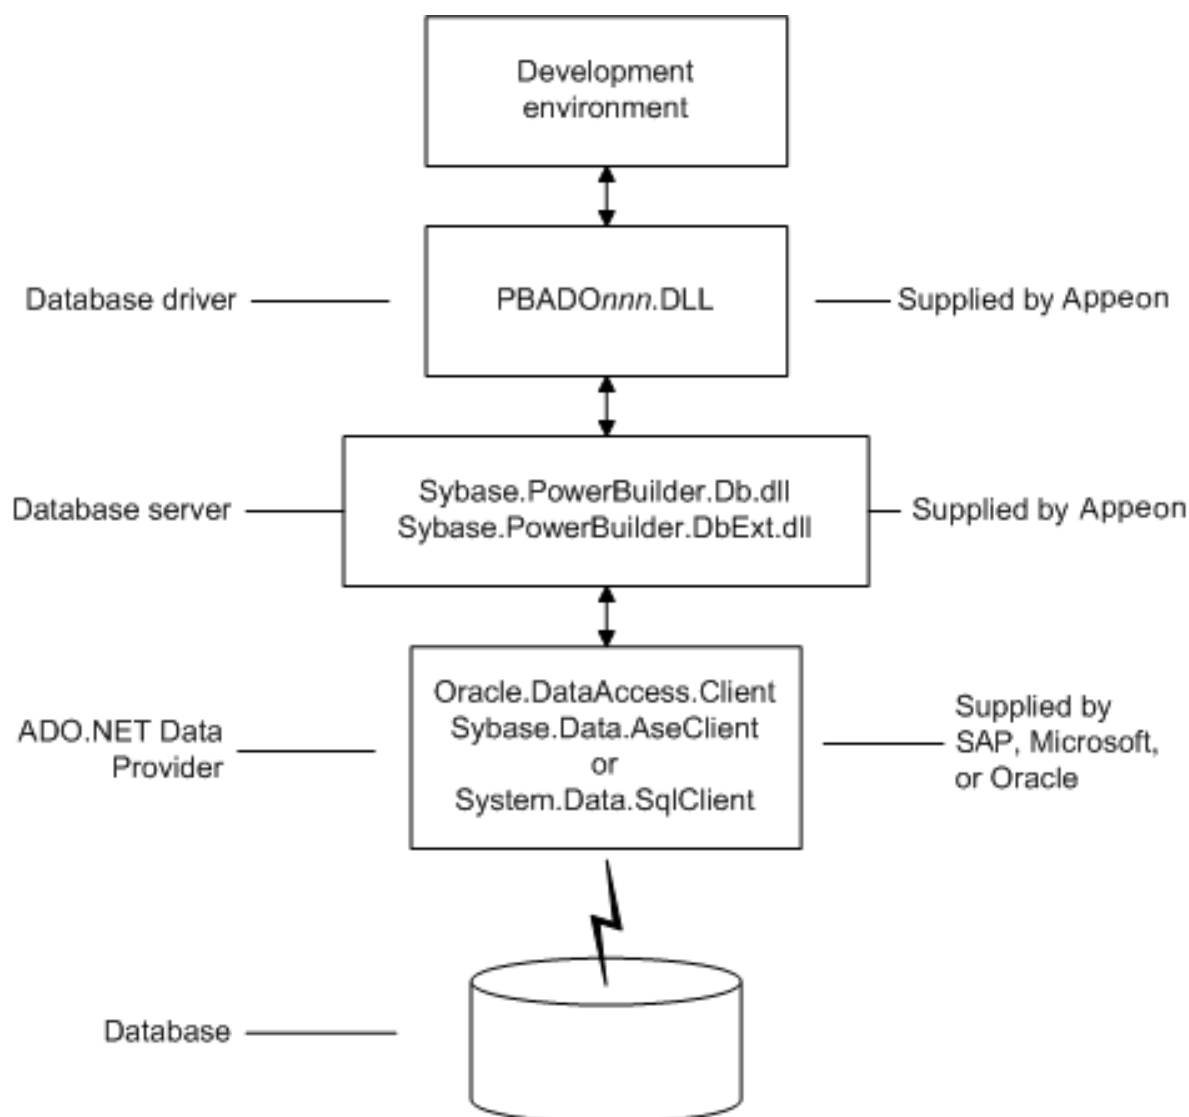 Development
environment
Database driver
PBADOnnn.DLL
Supplied by Appeon
Database server
Sybase.PowerBuilder.Db.dll
Sybase.PowerBuilder.DbExt.dll
Supplied by Appeon
ADO.NET Data
Provider
Oracle.DataAccess.Client
Sybase.Data.AseClient
or
System.Data.SqlClient
Supplied by
SAP, Microsoft,
or Oracle
Database